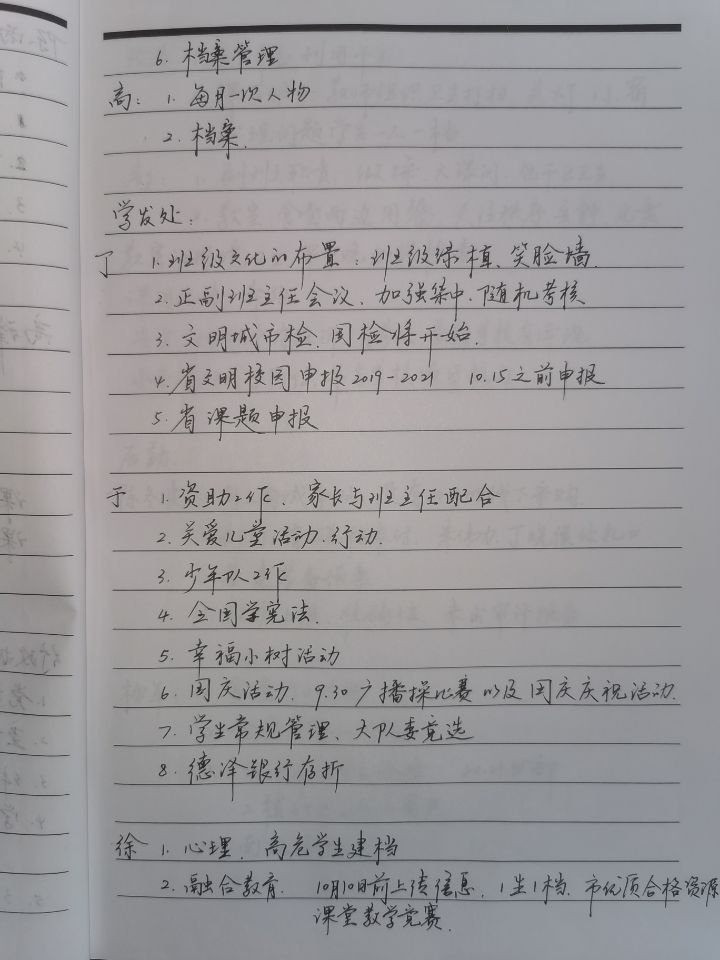 6. 档案管理
高: 1. 每月一次人物
2. 档案.
学发处:
丁 1. 班级文化的布置: 班级绿植、笑脸墙.
2. 正副班主任会议、加强集中、随机考核
3. 文明城市检. 国检将开始.
4. 省文明校园申报 2019-2021 10.15之前申报
5. 省课题申报
于 1. 资助工作、家长与班主任配合
2. 关爱儿童活动.行动.
3. 少年队工作
4. 全国学宪法.
5. 幸福小树活动
6. 国庆活动. 9.30广播操比赛以及国庆庆祝活动.
7. 学生常规管理、大队委竞选
8. 德泽银行存折
徐 1. 心理. 高危学生建档
2. 融合教育. 10月10日前上传信息. 1生1档. 市优质合格资源
课堂教学竞赛.